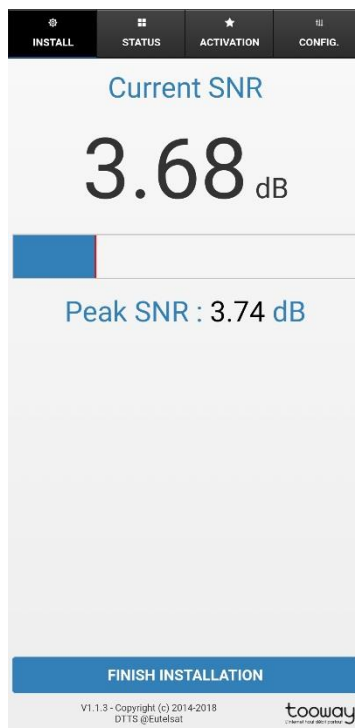 INSTALL STATUS ACTIVATION CONFIG.
Current SNR
3.68 dB
Peak SNR : 3.74 dB
FINISH INSTALLATION
V1.1.3 - Copyright (c) 2014-2018
DTTS @Eutelsat
tooway